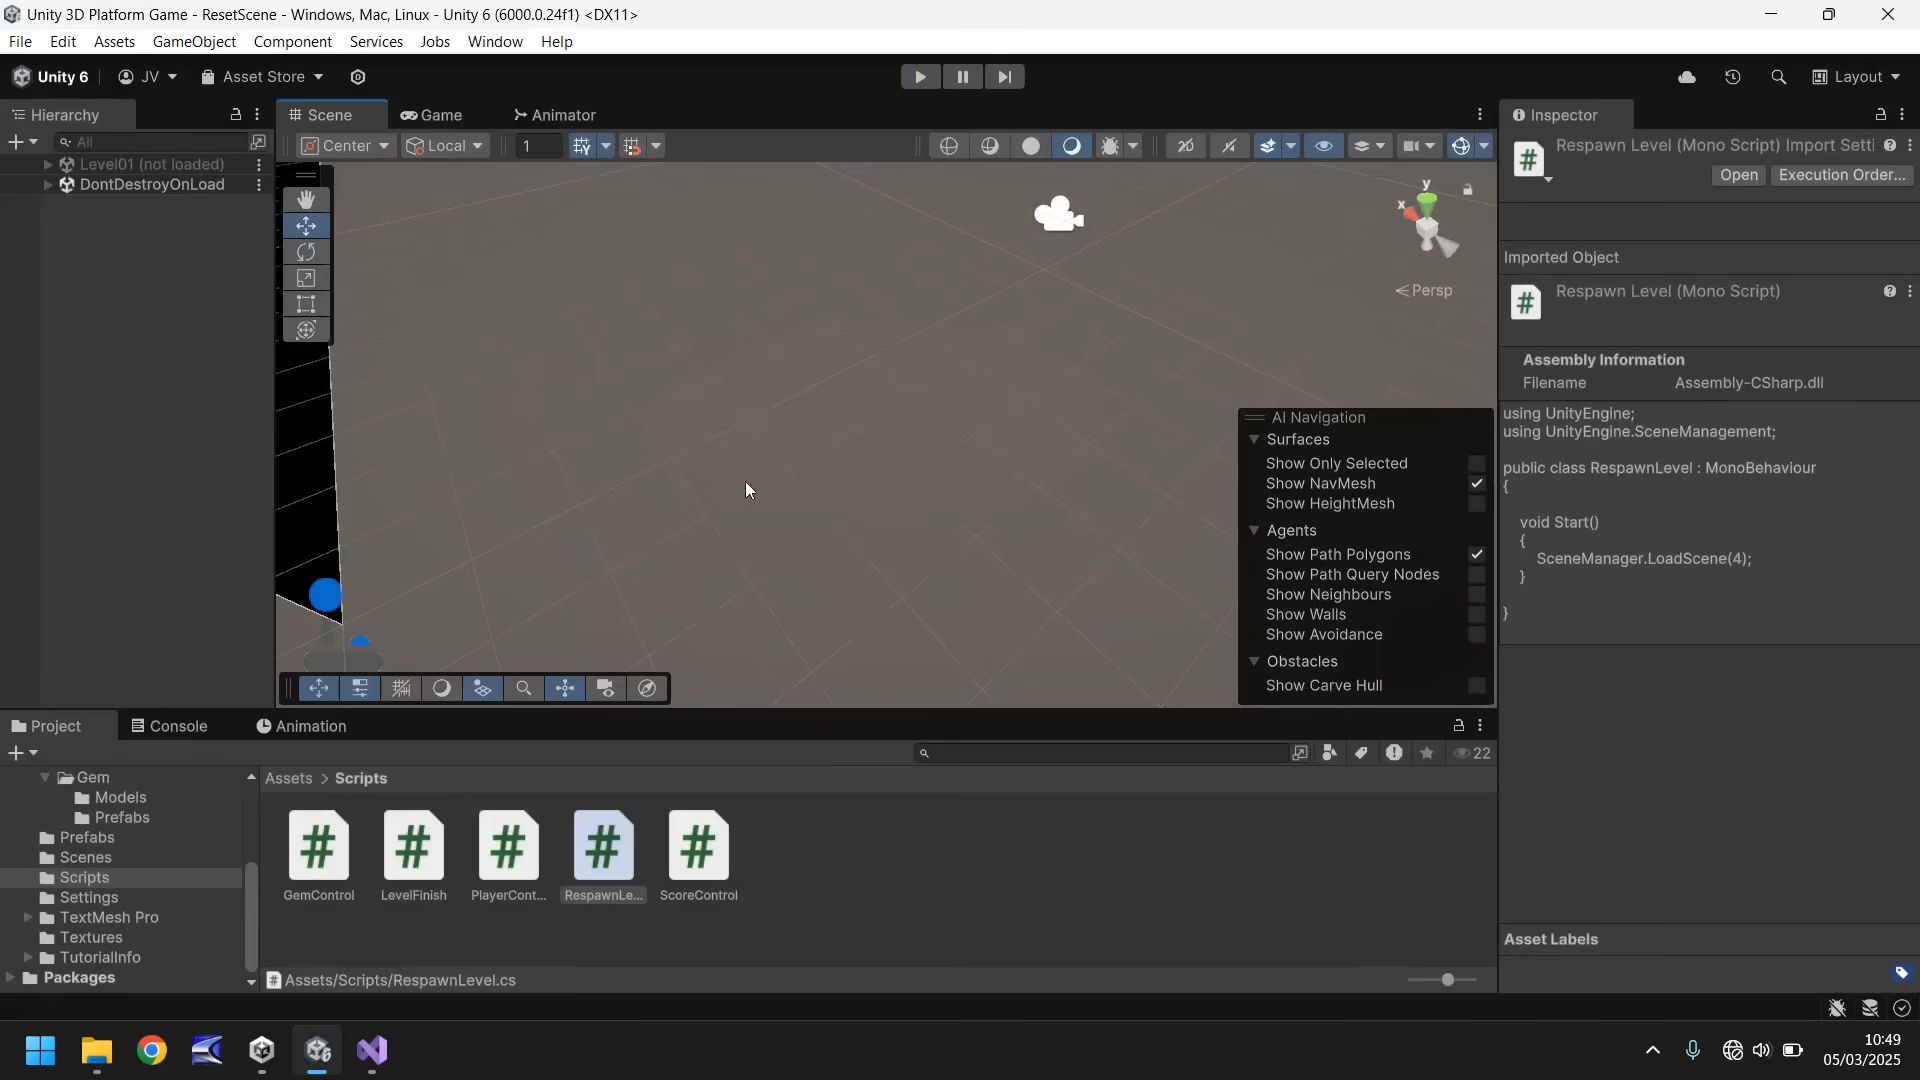 Unity 3D Platform Game - ResetScene - Windows, Mac, Linux - Unity 6 (6000.0.24f1) <DX11>
File Edit Assets GameObject Component Services Jobs Window Help
Unity 6 JV Asset Store Layout
Hierarchy
All
Level01 (not loaded)
DontDestroyOnLoad
Scene Game Animator
Center Local 1
y
x
Persp
AI Navigation
Surfaces
Show Only Selected
Show NavMesh
Show HeightMesh
Agents
Show Path Polygons
Show Path Query Nodes
Show Neighbours
Show Walls
Show Avoidance
Obstacles
Show Carve Hull
Inspector
Respawn Level (Mono Script) Import Setti
Open Execution Order...
Imported Object
Respawn Level (Mono Script)
Assembly Information
Filename Assembly-CSharp.dll
using UnityEngine;
using UnityEngine.SceneManagement;
public class RespawnLevel : MonoBehaviour
{
void Start()
{
SceneManager.LoadScene(4);
}
}
Asset Labels
Project Console Animation
22
Gem
Models
Prefabs
Prefabs
Scenes
Scripts
Settings
TextMesh Pro
Textures
TutorialInfo
Packages
Assets > Scripts
GemControl LevelFinish PlayerCont... RespawnLe... ScoreControl
Assets/Scripts/RespawnLevel.cs
10:49
05/03/2025